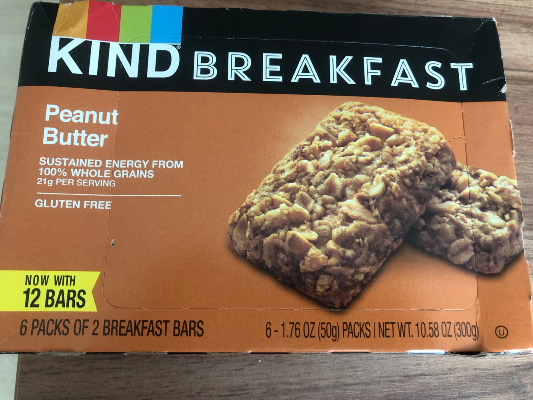 KIND BREAKFAST
Peanut
Butter
SUSTAINED ENERGY FROM
100% WHOLE GRAINS
21g PER SERVING
GLUTEN FREE
NOW WITH
12 BARS
6 PACKS OF 2 BREAKFAST BARS
6 - 1.76 OZ (50g) PACKS | NET WT. 10.58 OZ (300g)
U